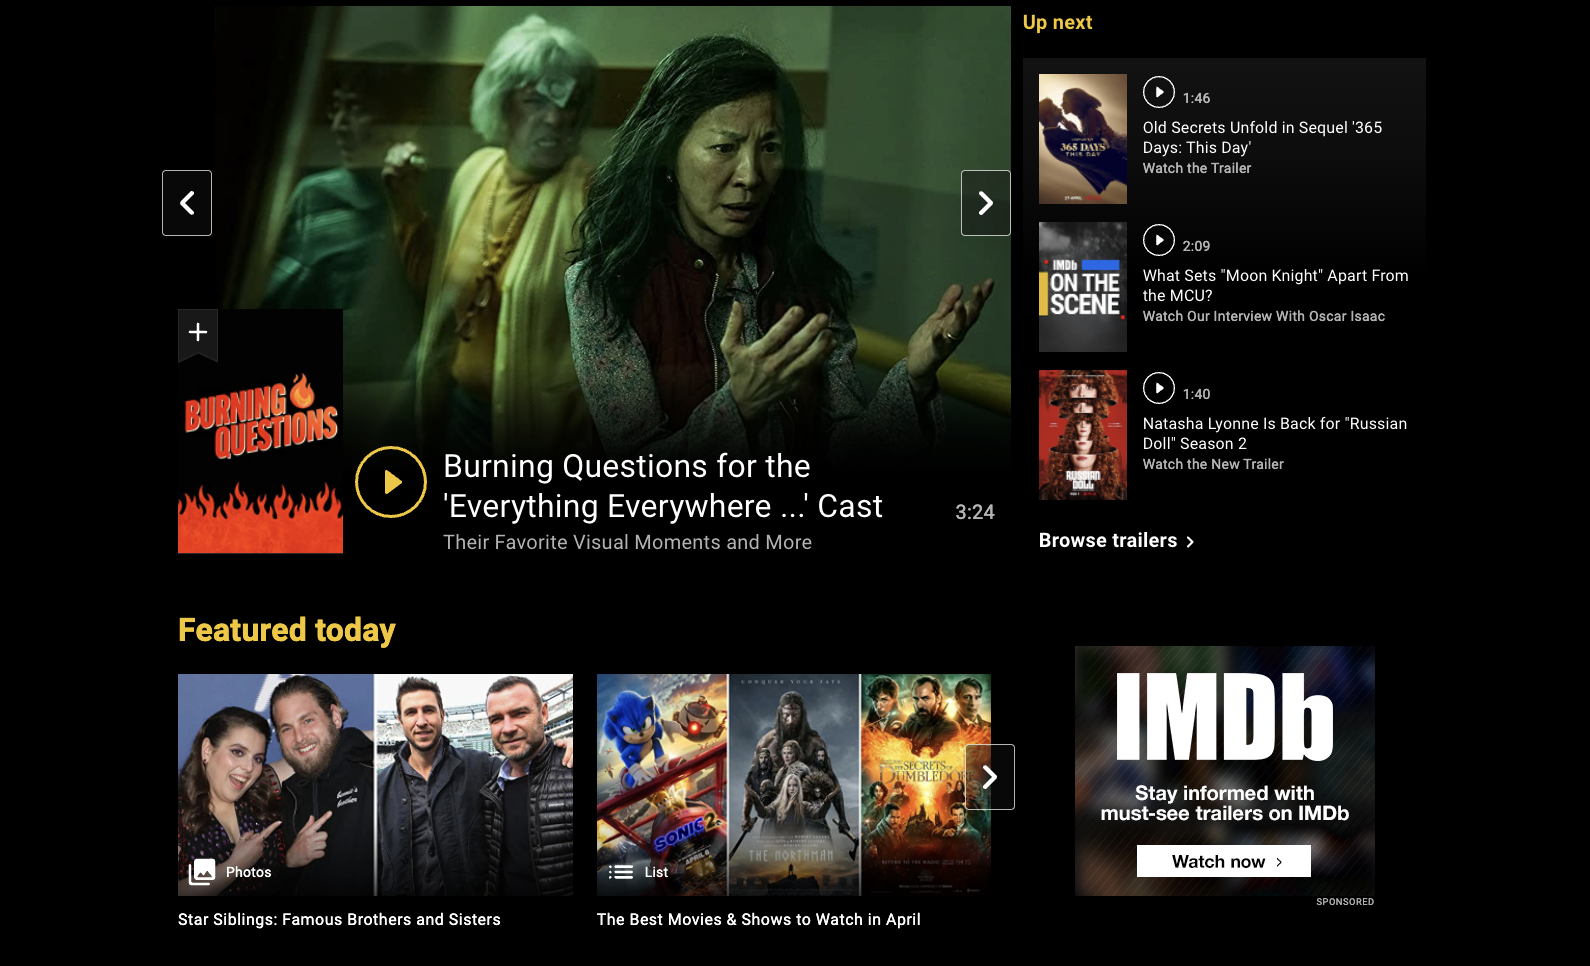 Up next
1:46
Old Secrets Unfold in Sequel '365
Days: This Day'
Watch the Trailer
365 DAYS
THIS DAY
2:09
What Sets "Moon Knight" Apart From
the MCU?
Watch Our Interview With Oscar Isaac
IMDb
ON THE
SCENE
1:40
Natasha Lyonne Is Back for "Russian
Doll" Season 2
Watch the New Trailer
RUSSIAN
DOLL
Browse trailers
BURNING
QUESTIONS
Burning Questions for the
'Everything Everywhere ...' Cast
3:24
Their Favorite Visual Moments and More
Featured today
Photos
Star Siblings: Famous Brothers and Sisters
CONQUER YOUR FATE
SONIC 2
APRIL 8
THE NORTHMAN
SECRETS
DUMBLEDORE
List
The Best Movies & Shows to Watch in April
IMDb
Stay informed with
must-see trailers on IMDb
Watch now
SPONSORED